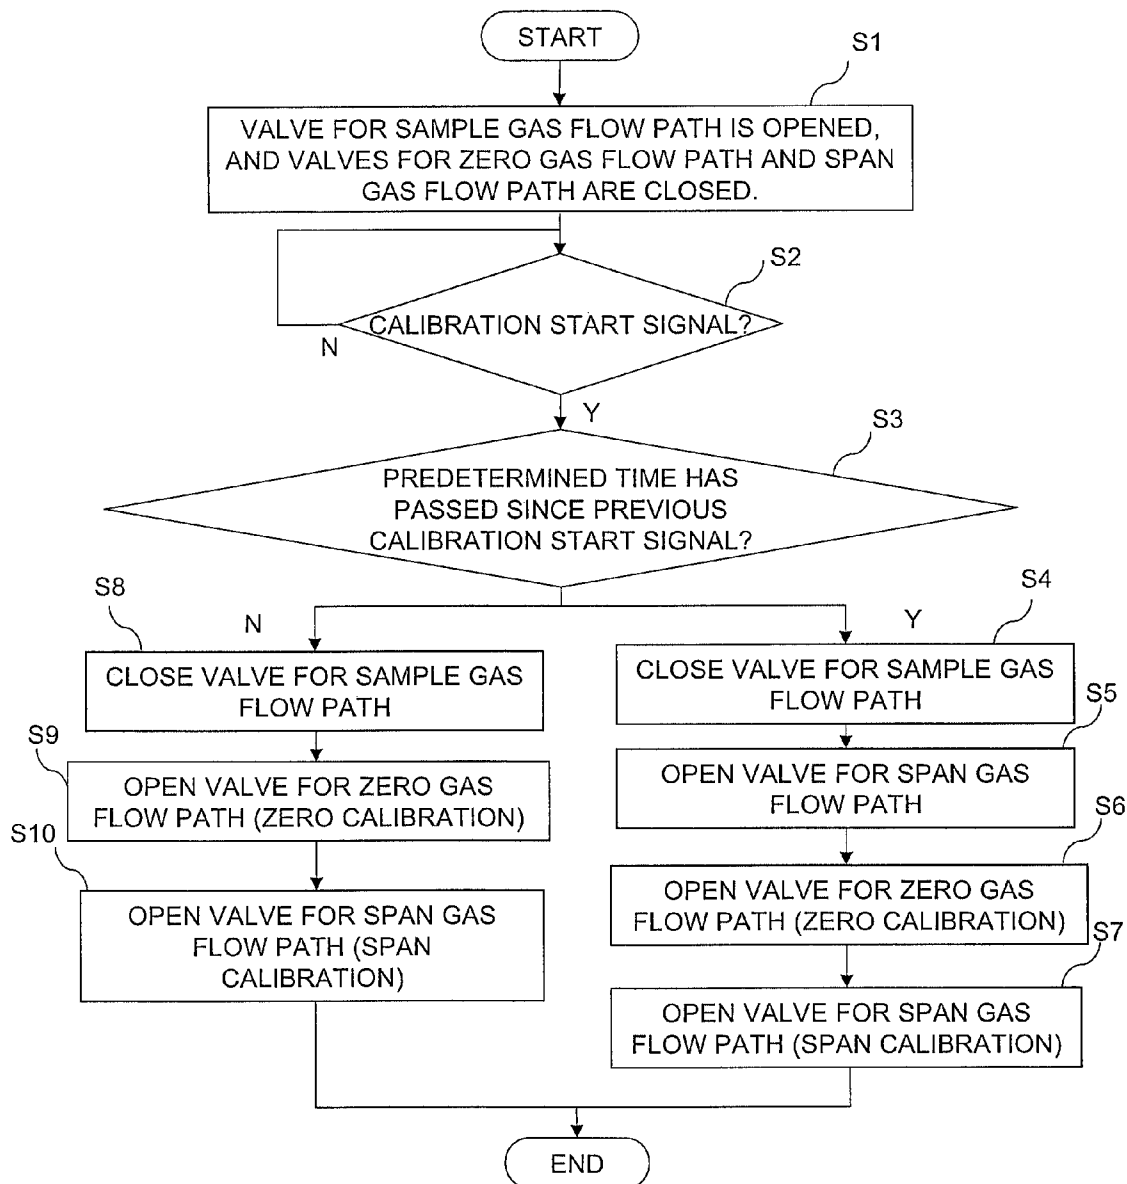 START
S1
VALVE FOR SAMPLE GAS FLOW PATH IS OPENED,
AND VALVES FOR ZERO GAS FLOW PATH AND SPAN
GAS FLOW PATH ARE CLOSED.
S2
CALIBRATION START SIGNAL?
N
Y
S3
PREDETERMINED TIME HAS
PASSED SINCE PREVIOUS
CALIBRATION START SIGNAL?
S8
N
CLOSE VALVE FOR SAMPLE GAS
FLOW PATH
S9
OPEN VALVE FOR ZERO GAS
FLOW PATH (ZERO CALIBRATION)
S10
OPEN VALVE FOR SPAN GAS
FLOW PATH (SPAN
CALIBRATION)
S4
Y
CLOSE VALVE FOR SAMPLE GAS
FLOW PATH
S5
OPEN VALVE FOR SPAN GAS
FLOW PATH
S6
OPEN VALVE FOR ZERO GAS
FLOW PATH (ZERO CALIBRATION)
S7
OPEN VALVE FOR SPAN GAS
FLOW PATH (SPAN CALIBRATION)
END